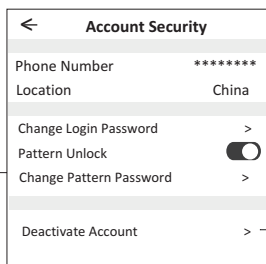 Account Security
Phone Number ********
Location China
Change Login Password >
Pattern Unlock
Change Pattern Password >
Deactivate Account >